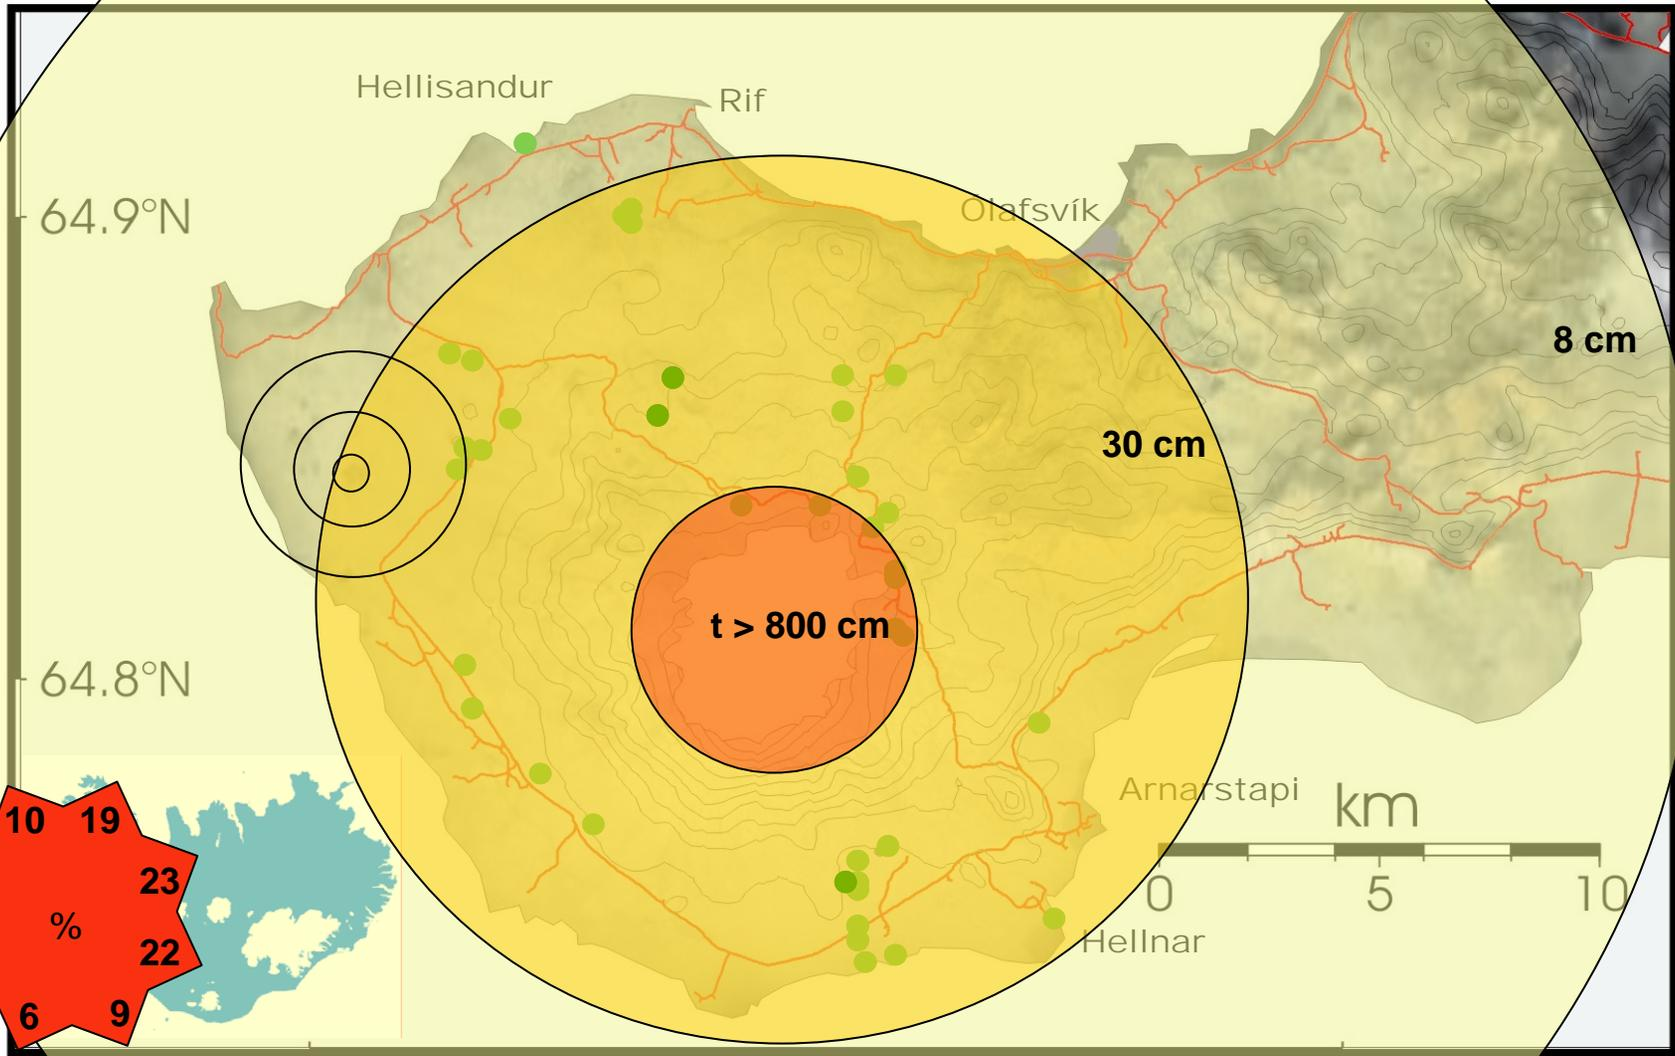 Hellisandur
Rif
64.9°N
Olafsvík
8 cm
30 cm
t > 800 cm
64.8°N
Arnarstapi
km
0 5 10
Hellnar
10 19
23
%
22
6 9